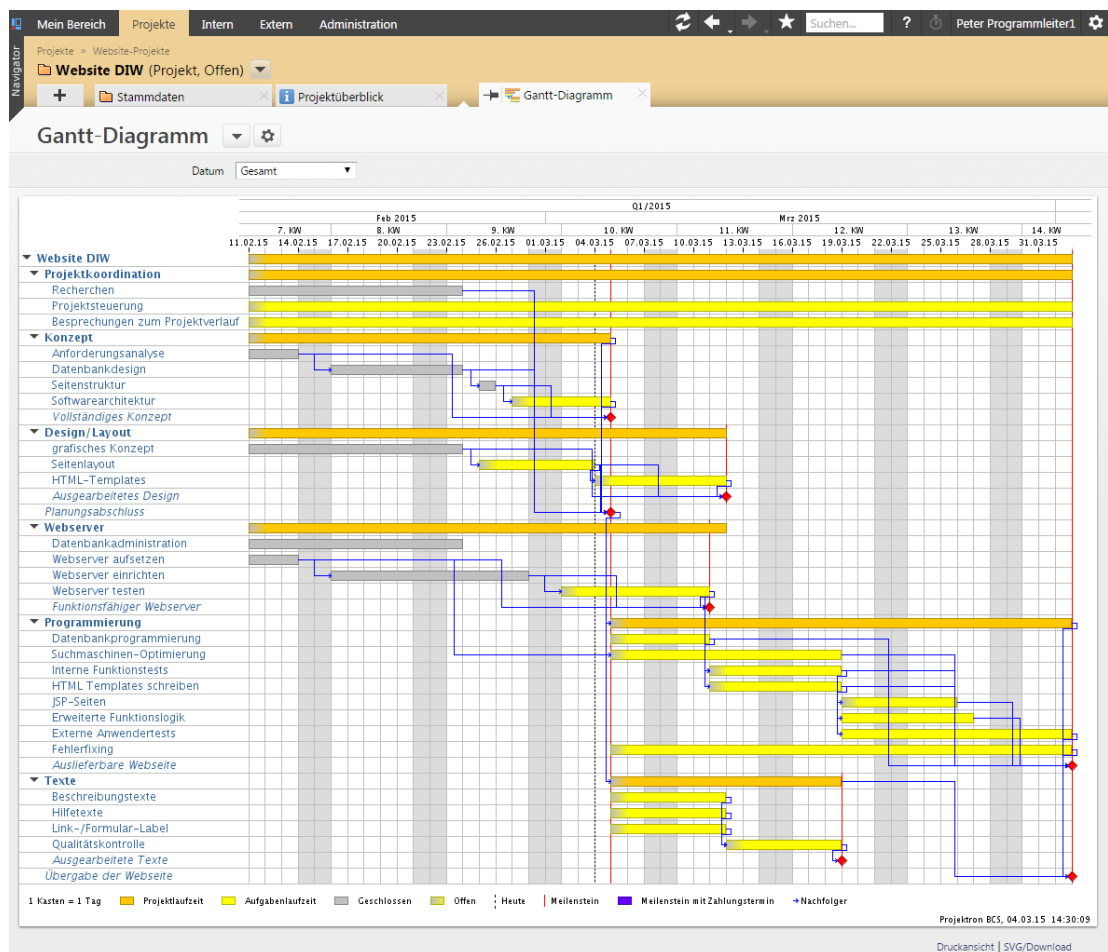 Mein Bereich Projekte Intern Extern Administration Suchen... ? Peter Programmleiter1
Navigator
Projekte » Website-Projekte
Website DIW (Projekt, Offen)
+ Stammdaten Projektüberblick Gantt-Diagramm
Gantt-Diagramm
Datum Gesamt
Q1/2015
Feb 2015 Mrz 2015
7. KW 8. KW 9. KW 10. KW 11. KW 12. KW 13. KW 14. KW
11.02.15 14.02.15 17.02.15 20.02.15 23.02.15 26.02.15 01.03.15 04.03.15 07.03.15 10.03.15 13.03.15 16.03.15 19.03.15 22.03.15 25.03.15 28.03.15 31.03.15
Website DIW
Projektkoordination
Recherchen
Projektsteuerung
Besprechungen zum Projektverlauf
Konzept
Anforderungsanalyse
Datenbankdesign
Seitenstruktur
Softwarearchitektur
Vollständiges Konzept
Design/Layout
grafisches Konzept
Seitenlayout
HTML-Templates
Ausgearbeitetes Design
Planungsabschluss
Webserver
Datenbankadministration
Webserver aufsetzen
Webserver einrichten
Webserver testen
Funktionsfähiger Webserver
Programmierung
Datenbankprogrammierung
Suchmaschinen-Optimierung
Interne Funktionstests
HTML Templates schreiben
JSP-Seiten
Erweiterte Funktionslogik
Externe Anwendertests
Fehlerfixing
Auslieferbare Webseite
Texte
Beschreibungstexte
Hilfetexte
Link-/Formular-Label
Qualitätskontrolle
Ausgearbeitete Texte
Übergabe der Webseite
1 Kasten = 1 Tag Projektlaufzeit Aufgabenlaufzeit Geschlossen Offen Heute Meilenstein Meilenstein mit Zahlungstermin Nachfolger
Projektron BCS, 04.03.15 14:30:09
Druckansicht | SVG/Download